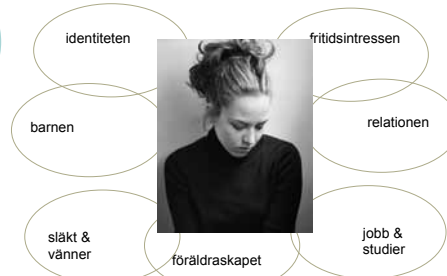 identiteten
fritidsintressen
barnen
relationen
släkt &
vänner
föräldraskapet
jobb &
studier